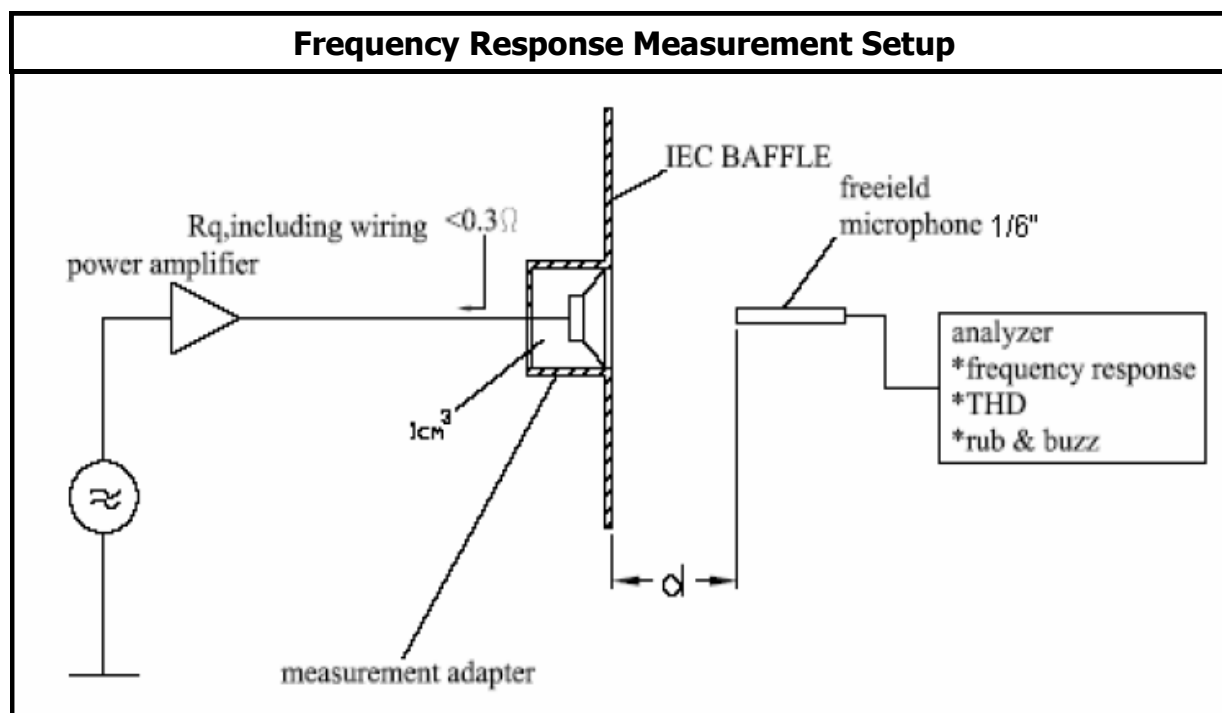 Frequency Response Measurement Setup
IEC BAFFLE
freeield
microphone 1/6"
Rq,including wiring <0.3Ω
power amplifier
analyzer
*frequency response
*THD
*rub & buzz
1cm³
d
measurement adapter